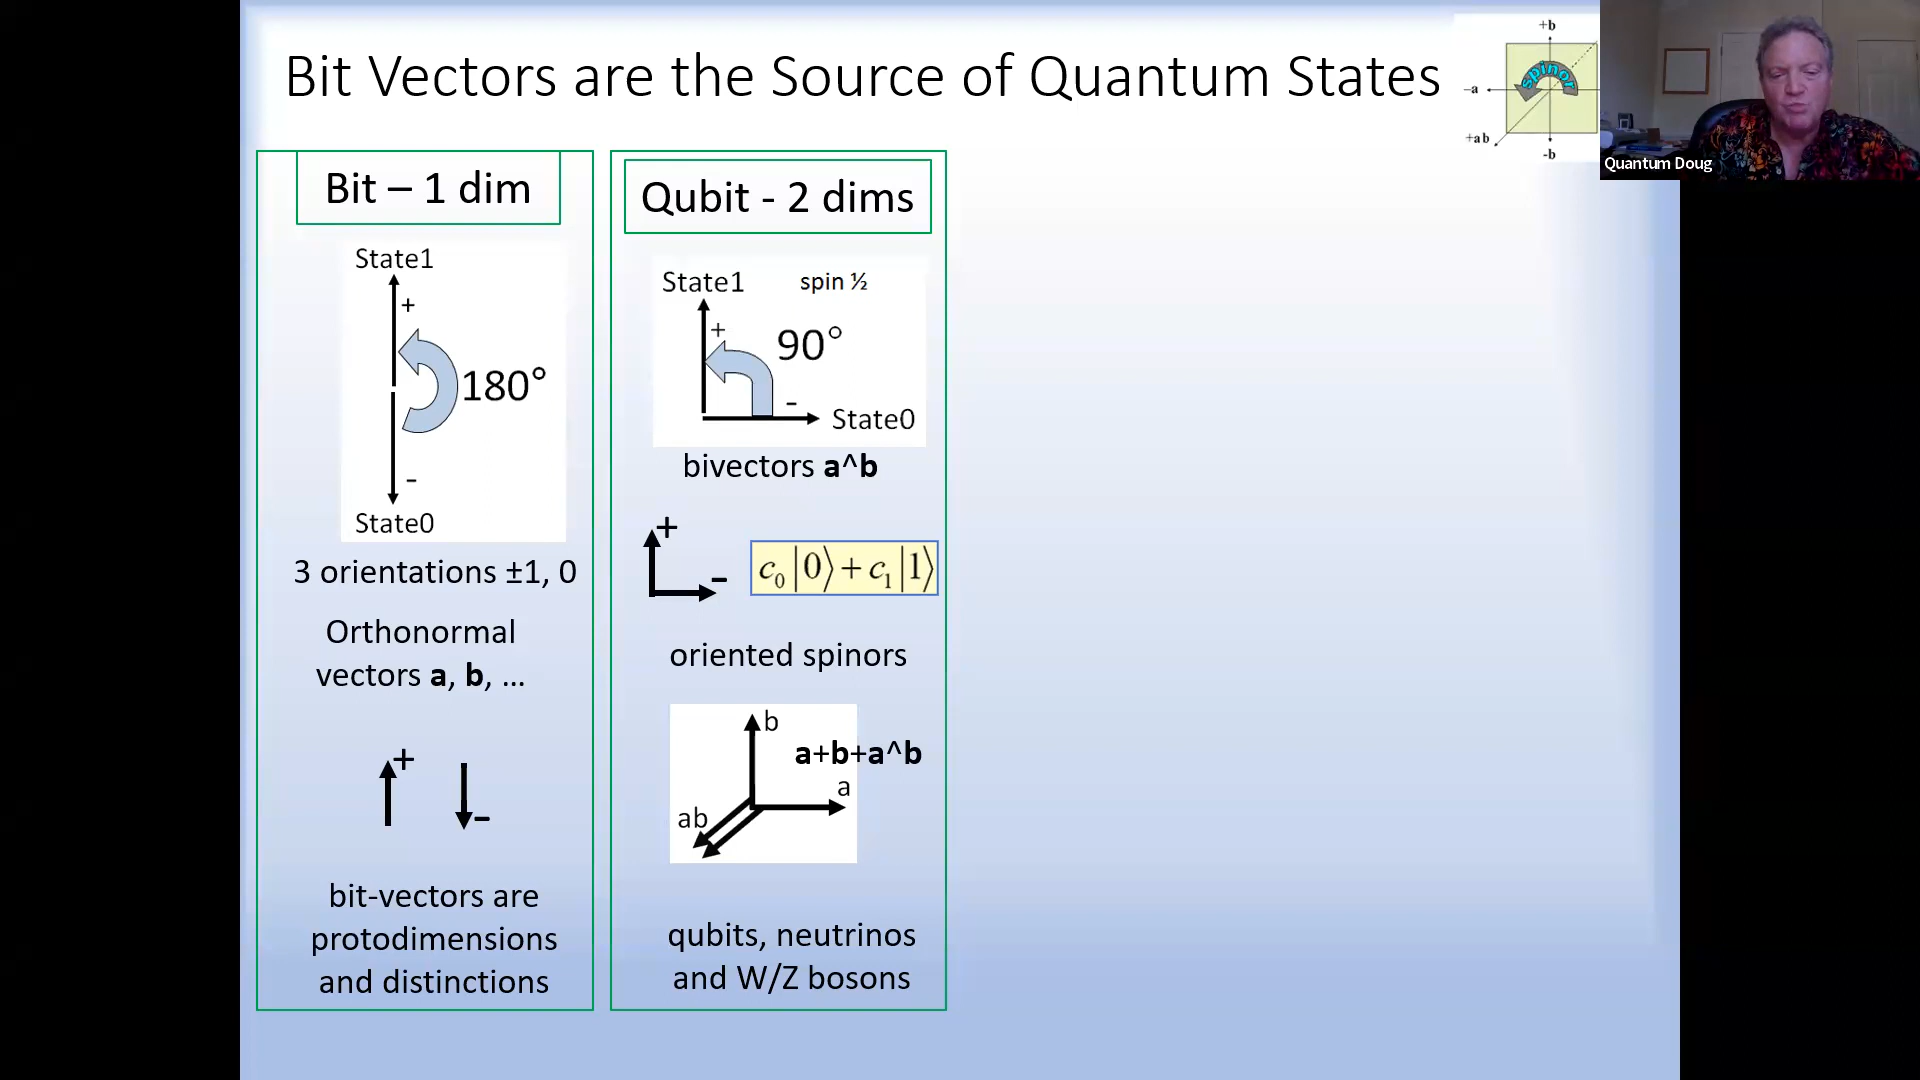 Bit Vectors are the Source of Quantum States
+b
spinor
-a
+ab
-b
Quantum Doug
Bit – 1 dim
State1
+
180°
-
State0
3 orientations ±1, 0
Orthonormal
vectors a, b, ...
+
-
bit-vectors are
protodimensions
and distinctions
Qubit - 2 dims
State1 spin ½
+
90°
-
State0
bivectors a^b
+
-
c₀|0⟩+c₁|1⟩
oriented spinors
b
a+b+a^b
a
ab
qubits, neutrinos
and W/Z bosons